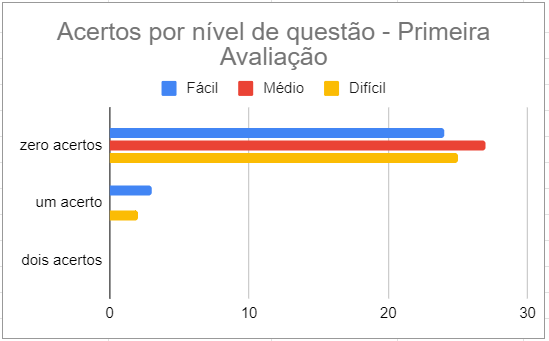 Acertos por nível de questão - Primeira
Avaliação
Fácil Médio Difícil
zero acertos
um acerto
dois acertos
0 10 20 30